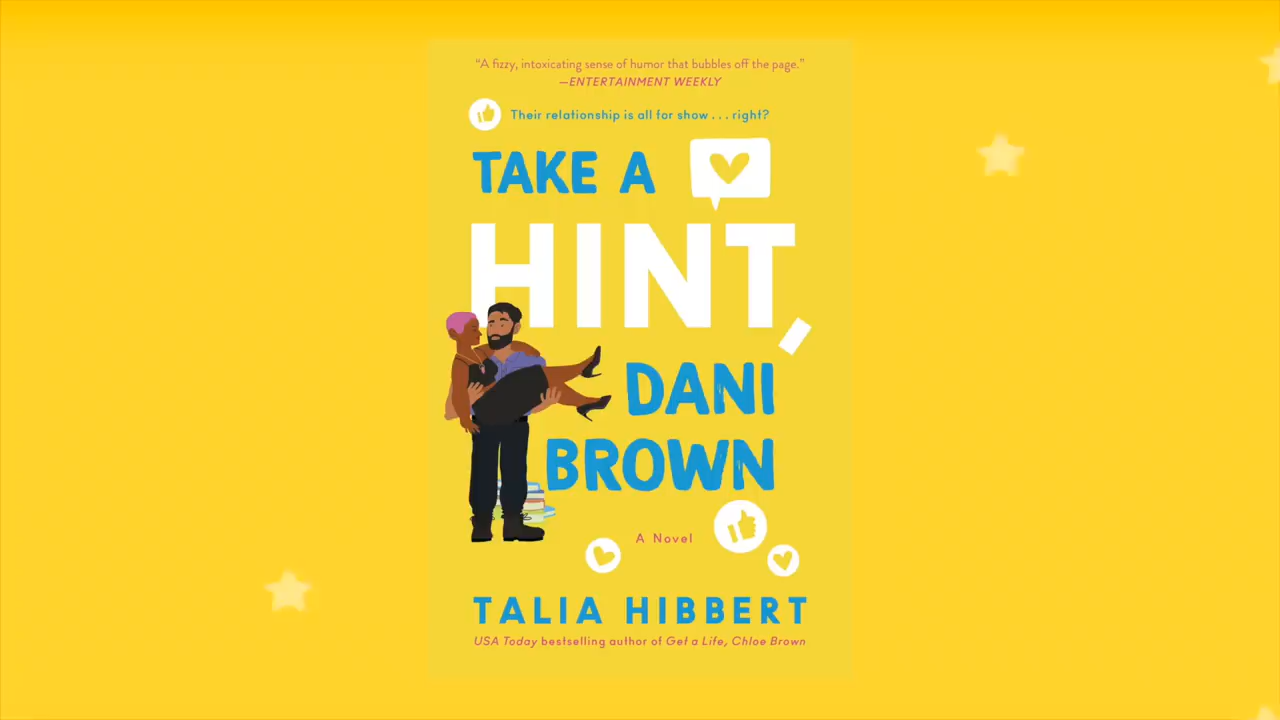 “A fizzy, intoxicating sense of humor that bubbles off the page.”
—ENTERTAINMENT WEEKLY
Their relationship is all for show . . . right?
TAKE A
HINT,
DANI
BROWN
A Novel
TALIA HIBBERT
USA Today bestselling author of Get a Life, Chloe Brown